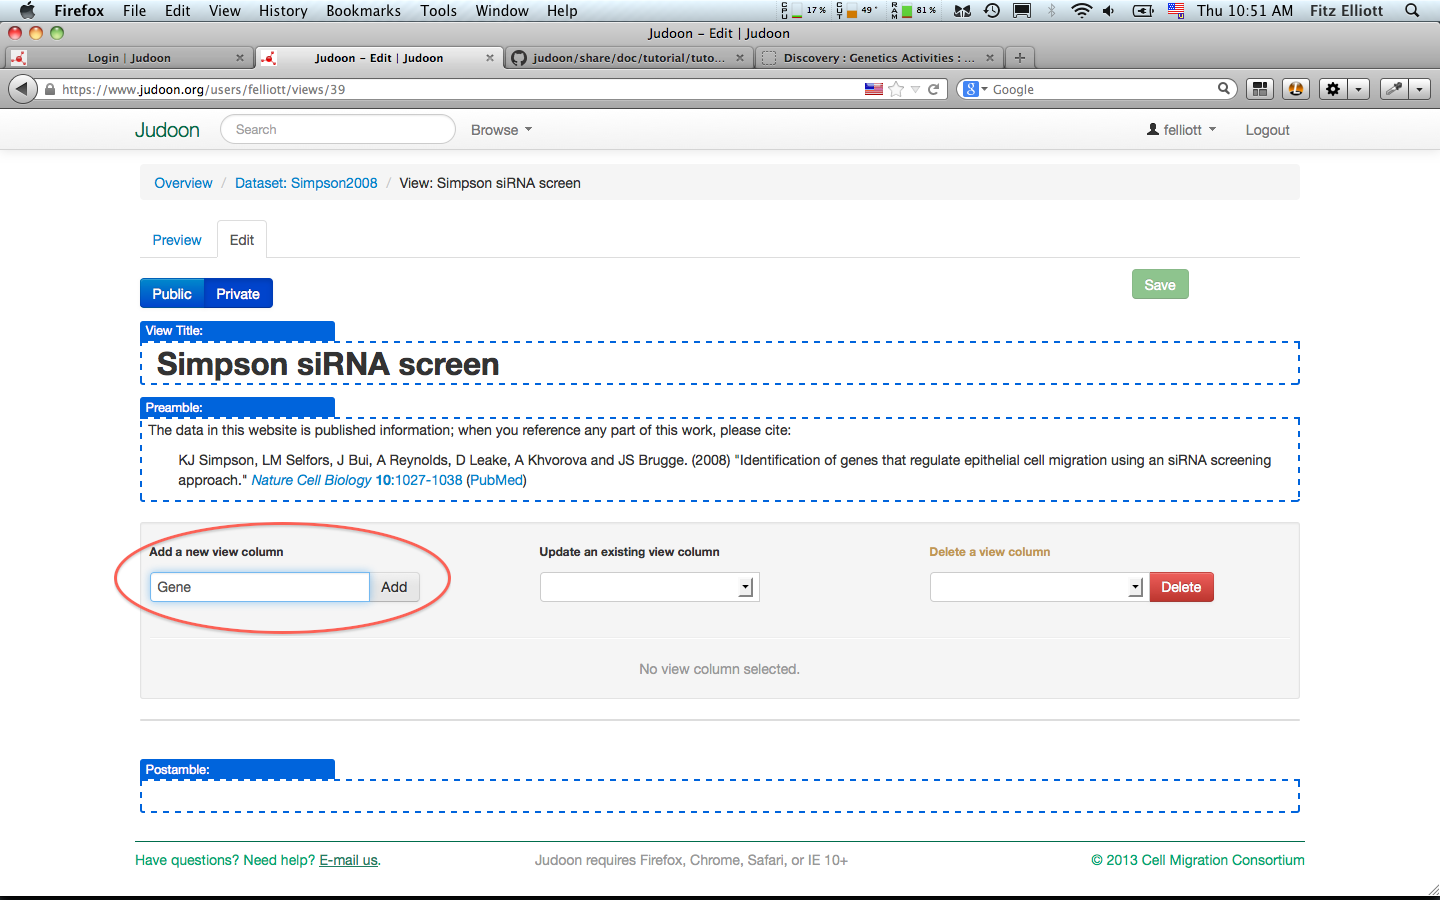 Firefox File Edit View History Bookmarks Tools Window Help CPU 17% CUT 49° RAM 81% Thu 10:51 AM Fitz Elliott
Judoon – Edit | Judoon
Login | Judoon
Judoon – Edit | Judoon
judoon/share/doc/tutorial/tuto...
Discovery : Genetics Activities : ...
https://www.judoon.org/users/felliott/views/39
Google
Judoon Search Browse felliott Logout
Overview / Dataset: Simpson2008 / View: Simpson siRNA screen
Preview Edit
Public Private Save
View Title:
Simpson siRNA screen
Preamble:
The data in this website is published information; when you reference any part of this work, please cite:
KJ Simpson, LM Selfors, J Bui, A Reynolds, D Leake, A Khvorova and JS Brugge. (2008) "Identification of genes that regulate epithelial cell migration using an siRNA screening
approach." Nature Cell Biology 10:1027-1038 (PubMed)
Add a new view column Update an existing view column Delete a view column
Gene Add Delete
No view column selected.
Postamble:
Have questions? Need help? E-mail us. Judoon requires Firefox, Chrome, Safari, or IE 10+ © 2013 Cell Migration Consortium